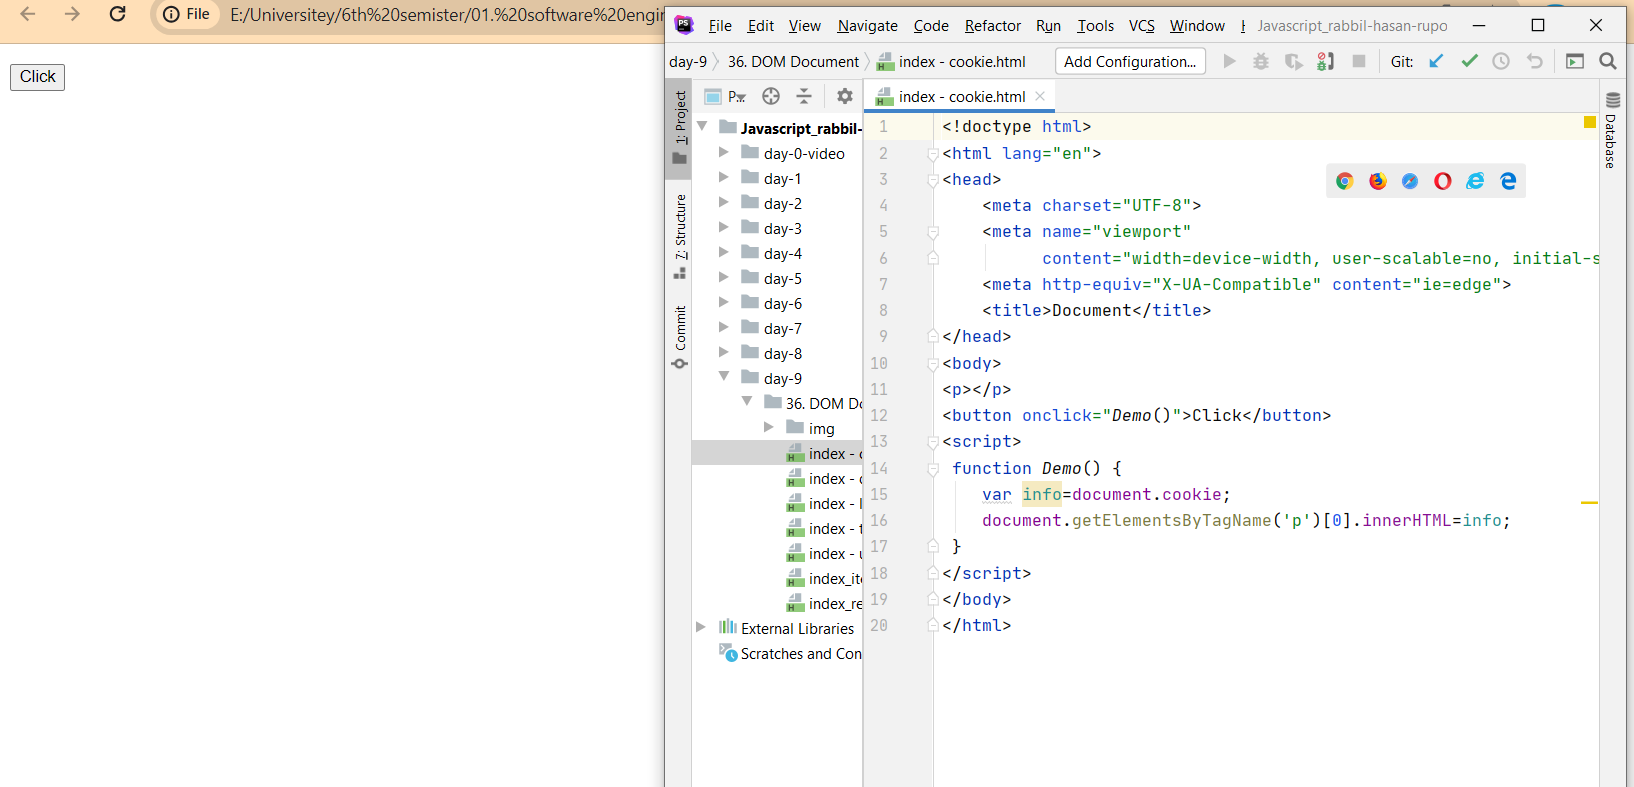 File E:/Universitey/6th%20semister/01.%20software%20engin
Click
File Edit View Navigate Code Refactor Run Tools VCS Window Javascript_rabbil-hasan-rupo
day-9 36. DOM Document index - cookie.html Add Configuration... Git:
1: Project
7: Structure
Commit
P..
Javascript_rabbil-
day-0-video
day-1
day-2
day-3
day-4
day-5
day-6
day-7
day-8
day-9
36. DOM Do
img
index - c
index - c
index - l
index - t
index - u
index_ite
index_re
External Libraries
Scratches and Con
index - cookie.html
1 <!doctype html>
2 <html lang="en">
3 <head>
4 <meta charset="UTF-8">
5 <meta name="viewport"
6 content="width=device-width, user-scalable=no, initial-s
7 <meta http-equiv="X-UA-Compatible" content="ie=edge">
8 <title>Document</title>
9 </head>
10 <body>
11 <p></p>
12 <button onclick="Demo()">Click</button>
13 <script>
14 function Demo() {
15 var info=document.cookie;
16 document.getElementsByTagName('p')[0].innerHTML=info;
17 }
18 </script>
19 </body>
20 </html>
Database